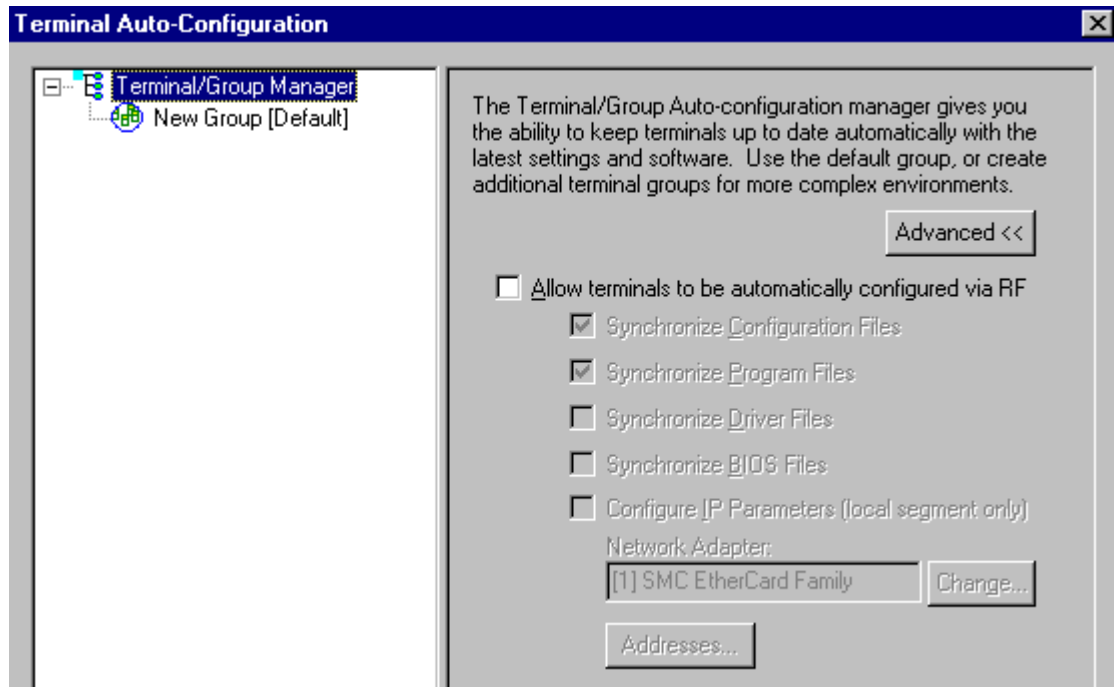 Terminal Auto-Configuration
Terminal/Group Manager
New Group [Default]
The Terminal/Group Auto-configuration manager gives you
the ability to keep terminals up to date automatically with the
latest settings and software. Use the default group, or create
additional terminal groups for more complex environments.
Advanced <<
Allow terminals to be automatically configured via RF
Synchronize Configuration Files
Synchronize Program Files
Synchronize Driver Files
Synchronize BIOS Files
Configure IP Parameters (local segment only)
Network Adapter:
[1] SMC EtherCard Family
Change...
Addresses...